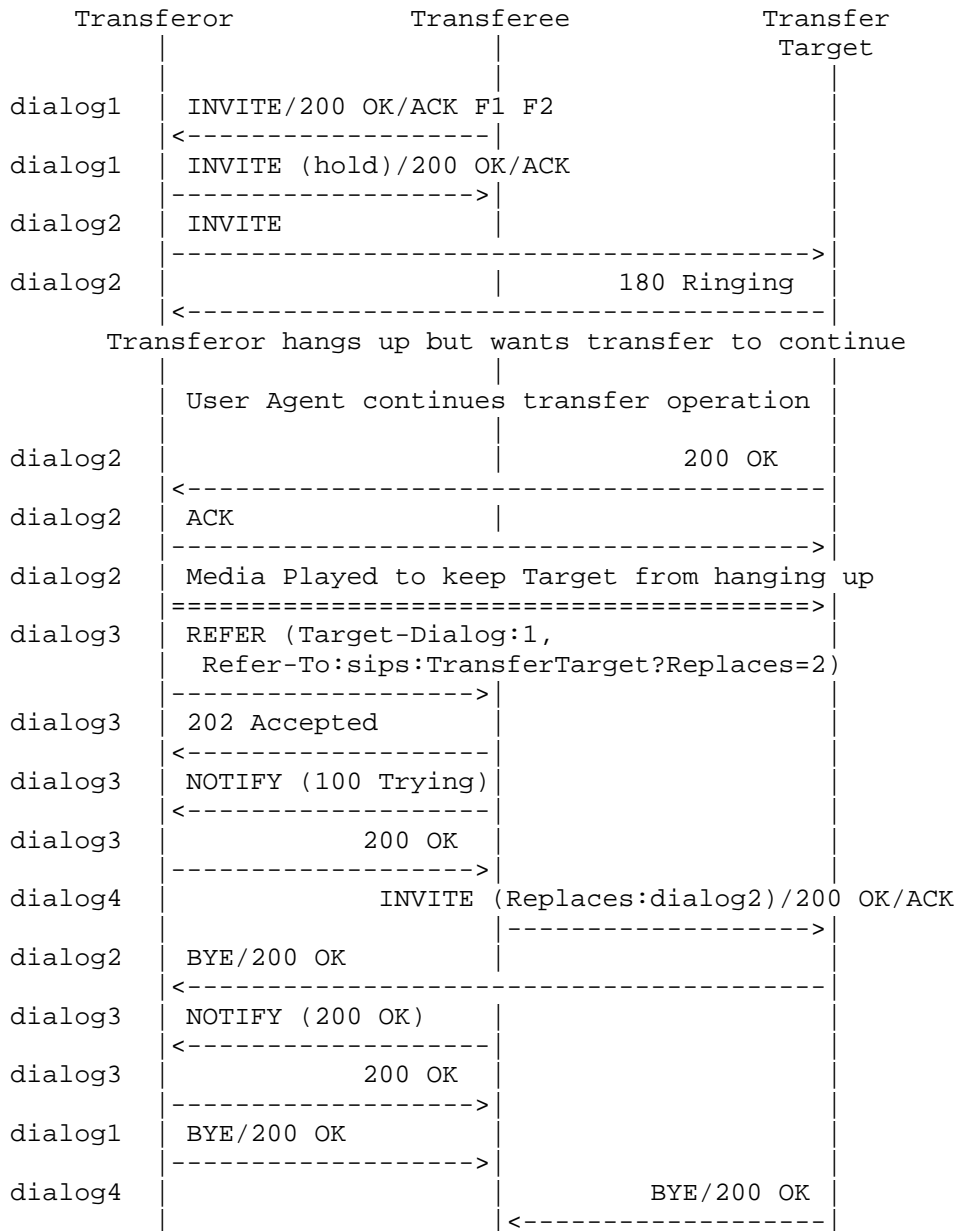 Transferor Transferee Transfer
Target
dialog1 INVITE/200 OK/ACK F1 F2
dialog1 INVITE (hold)/200 OK/ACK
dialog2 INVITE
dialog2 180 Ringing
Transferor hangs up but wants transfer to continue
User Agent continues transfer operation
dialog2 200 OK
dialog2 ACK
dialog2 Media Played to keep Target from hanging up
dialog3 REFER (Target-Dialog:1,
Refer-To:sips:TransferTarget?Replaces=2)
dialog3 202 Accepted
dialog3 NOTIFY (100 Trying)
dialog3 200 OK
dialog4 INVITE (Replaces:dialog2)/200 OK/ACK
dialog2 BYE/200 OK
dialog3 NOTIFY (200 OK)
dialog3 200 OK
dialog1 BYE/200 OK
dialog4 BYE/200 OK